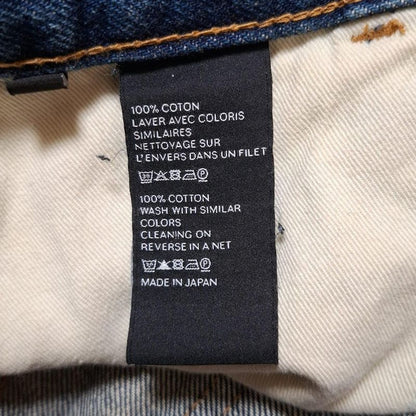 100% COTON
LAVER AVEC COLORIS
SIMILAIRES
NETTOYAGE SUR
L'ENVERS DANS UN FILET
100% COTTON
WASH WITH SIMILAR
COLORS
CLEANING ON
REVERSE IN A NET
MADE IN JAPAN